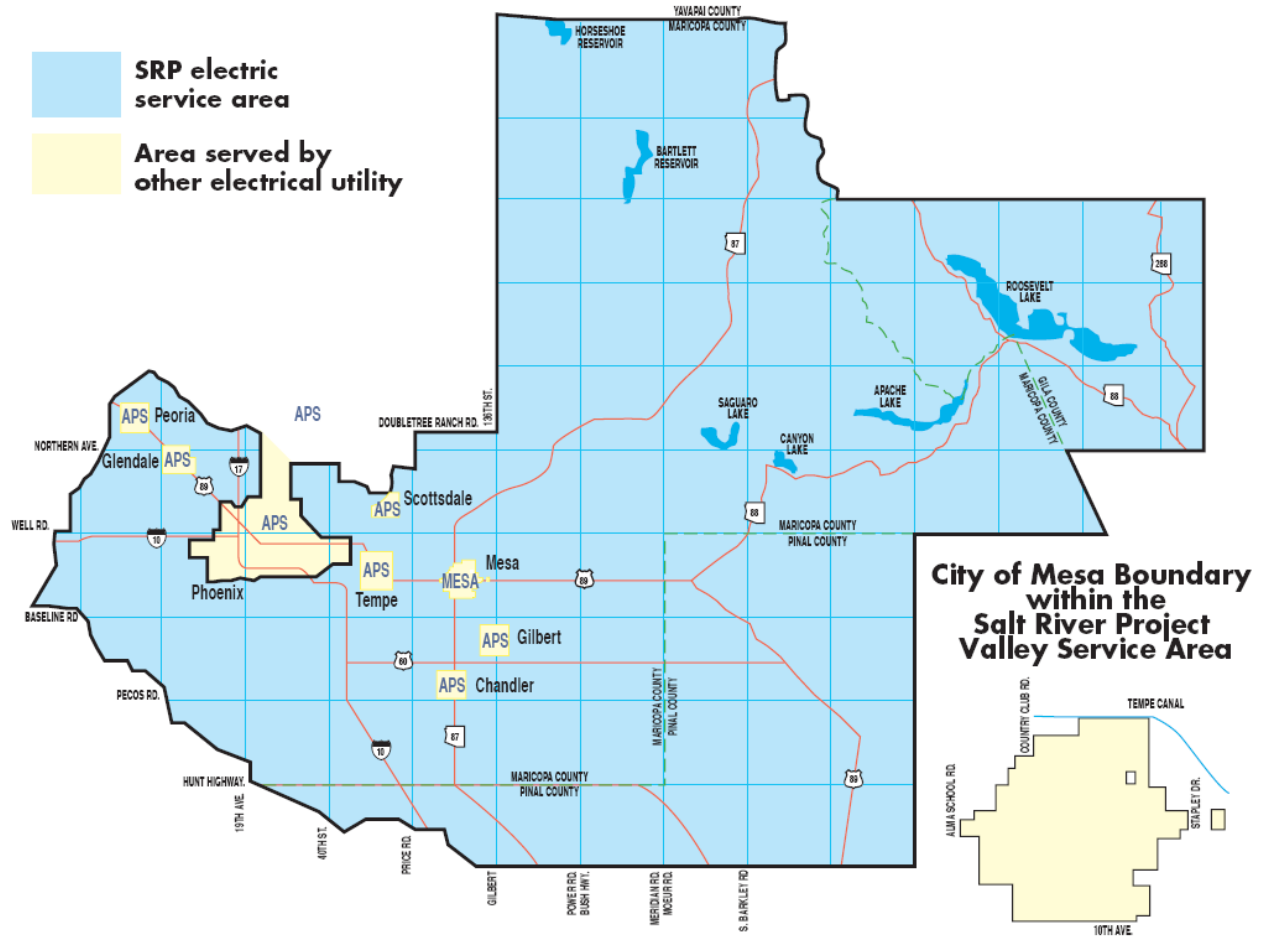 SRP electric
service area
Area served by
other electrical utility
YAVAPAI COUNTY
MARICOPA COUNTY
HORSESHOE
RESERVOIR
BARTLETT
RESERVOIR
87
288
ROOSEVELT
LAKE
APACHE
LAKE
88
GILA COUNTY
MARICOPA COUNTY
SAGUARO
LAKE
CANYON
LAKE
88
136TH ST.
DOUBLETREE RANCH RD.
APS
APS
Peoria
NORTHERN AVE.
Glendale
APS
17
89
Scottsdale
APS
APS
WELL RD.
10
MARICOPA COUNTY
PINAL COUNTY
Phoenix
APS
Tempe
MESA
Mesa
89
BASELINE RD
APS
Gilbert
60
APS
Chandler
PECOS RD.
MARICOPA COUNTY
PINAL COUNTY
87
10
89
HUNT HIGHWAY.
MARICOPA COUNTY
PINAL COUNTY
19TH AVE.
40TH ST.
PRICE RD.
GILBERT
POWER RD.
BUSH HWY.
MERIDIAN RD.
MOEUR RD.
S. BARKLEY RD
City of Mesa Boundary
within the
Salt River Project
Valley Service Area
COUNTRY CLUB RD.
TEMPE CANAL
ALMA SCHOOL RD.
STAPLEY DR.
10TH AVE.